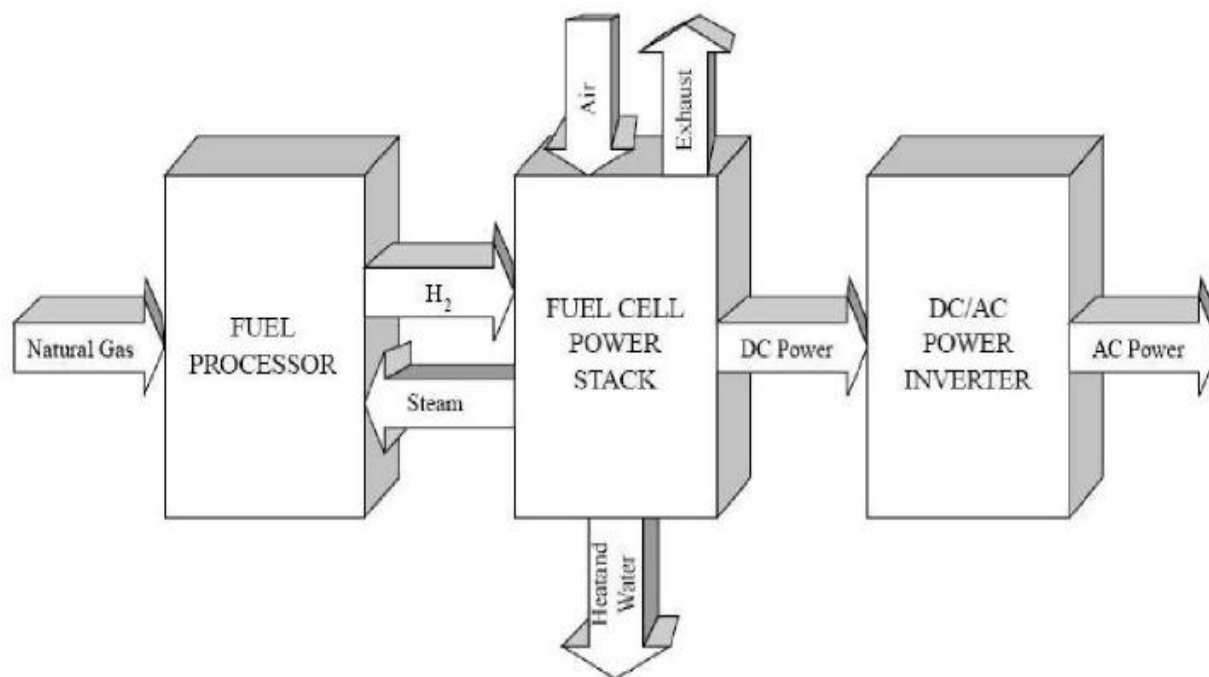 Air
Exhaust
Natural Gas
FUEL
PROCESSOR
H₂
Steam
FUEL CELL
POWER
STACK
DC Power
DC/AC
POWER
INVERTER
AC Power
Heatand
Water